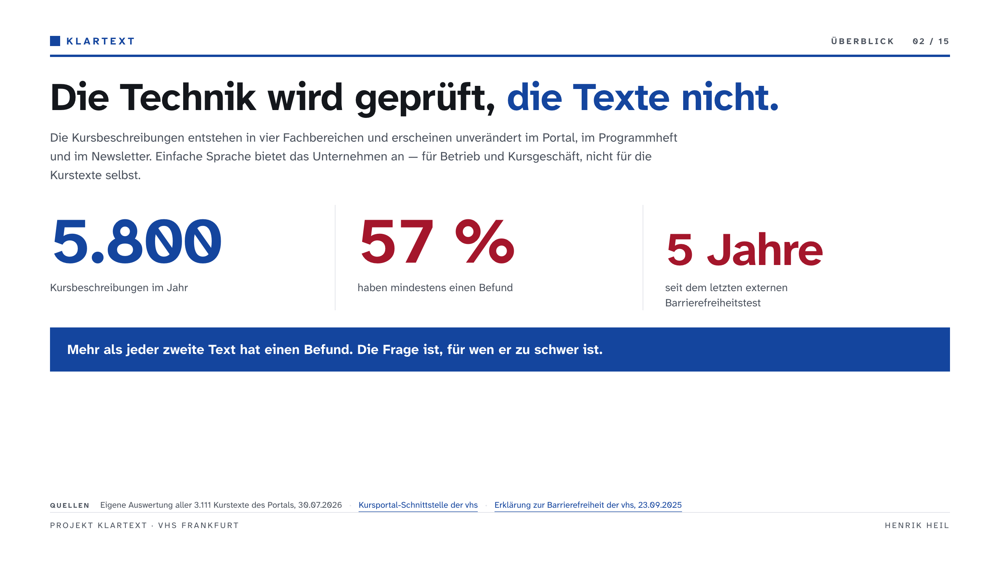 KLARTEXT
ÜBERBLICK 02 / 15
Die Technik wird geprüft, die Texte nicht.
Die Kursbeschreibungen entstehen in vier Fachbereichen und erscheinen unverändert im Portal, im Programmheft
und im Newsletter. Einfache Sprache bietet das Unternehmen an — für Betrieb und Kursgeschäft, nicht für die
Kurstexte selbst.
5.800
Kursbeschreibungen im Jahr
57 %
haben mindestens einen Befund
5 Jahre
seit dem letzten externen
Barrierefreiheitstest
Mehr als jeder zweite Text hat einen Befund. Die Frage ist, für wen er zu schwer ist.
QUELLEN Eigene Auswertung aller 3.111 Kurstexte des Portals, 30.07.2026 · Kursportal-Schnittstelle der vhs · Erklärung zur Barrierefreiheit der vhs, 23.09.2025
PROJEKT KLARTEXT · VHS FRANKFURT
HENRIK HEIL